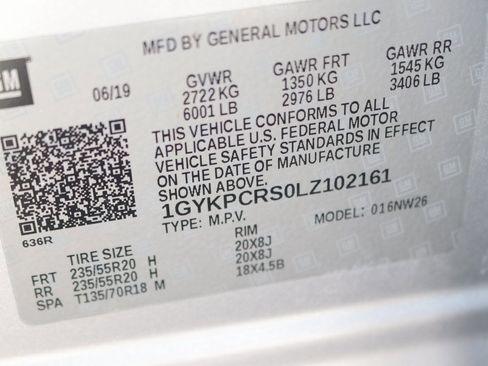 MFD BY GENERAL MOTORS LLC
GM
06/19 GVWR GAWR FRT GAWR RR
2722 KG 1350 KG 1545 KG
6001 LB 2976 LB 3406 LB
THIS VEHICLE CONFORMS TO ALL
APPLICABLE U.S. FEDERAL MOTOR
VEHICLE SAFETY STANDARDS IN EFFECT
ON THE DATE OF MANUFACTURE
SHOWN ABOVE.
1GYKPCRS0LZ102161
TYPE: M.P.V. MODEL: 016NW26
636R
TIRE SIZE RIM
FRT 235/55R20 H 20X8J
RR 235/55R20 H 20X8J
SPA T135/70R18 M 18X4.5B